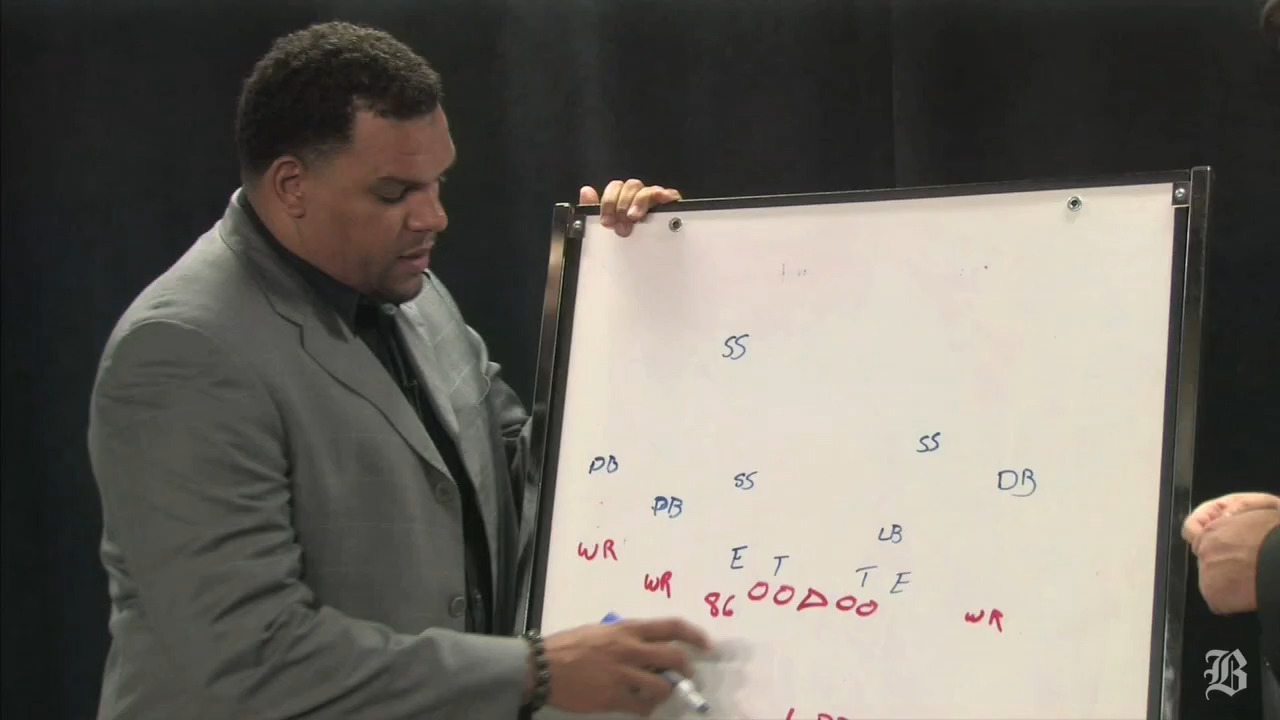 SS
SS
DB SS DB
DB
LB
WR E T T E
WR 86 O O O O WR
B